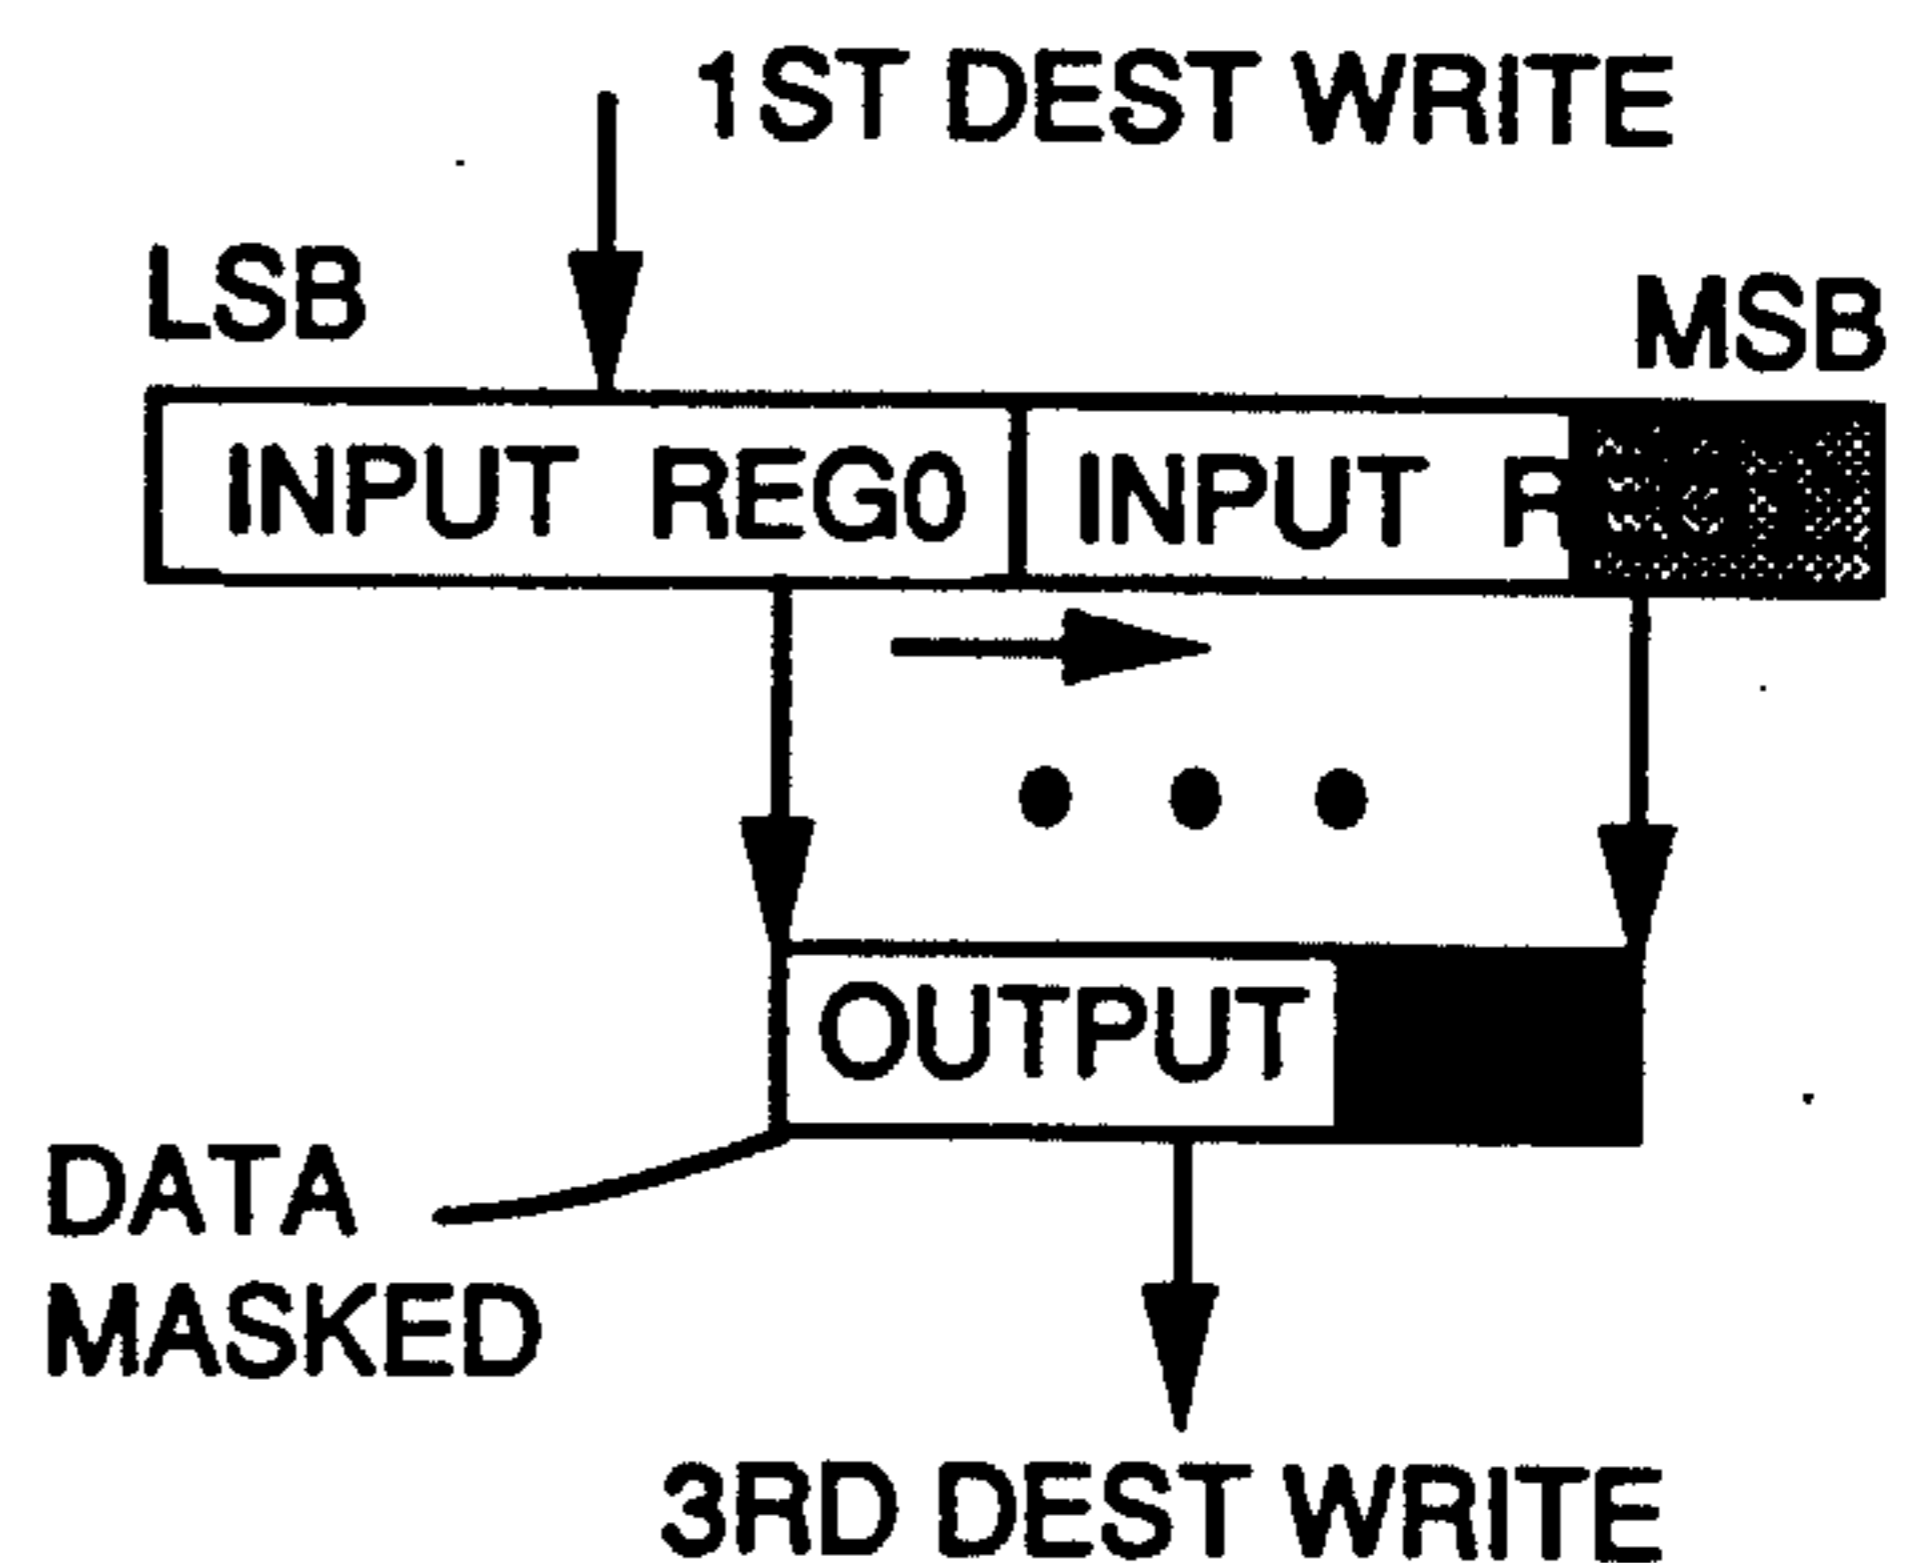 1ST DEST WRITE
LSB
MSB
INPUT REG0
INPUT
OUTPUT
DATA
MASKED
3RD DEST WRITE